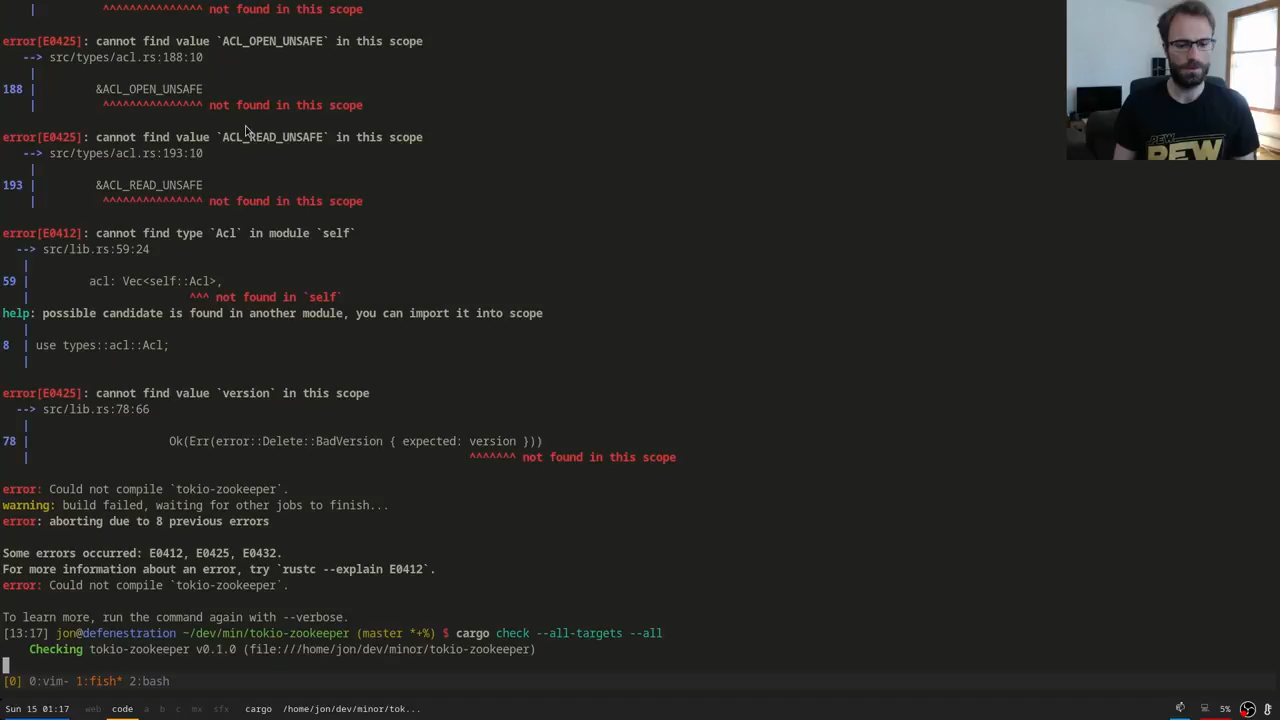 | ^^^^^^^^^^^^^^^ not found in this scope
error[E0425]: cannot find value `ACL_OPEN_UNSAFE` in this scope
--> src/types/acl.rs:188:10
|
188 | &ACL_OPEN_UNSAFE
| ^^^^^^^^^^^^^^^ not found in this scope
error[E0425]: cannot find value `ACL_READ_UNSAFE` in this scope
--> src/types/acl.rs:193:10
|
193 | &ACL_READ_UNSAFE
| ^^^^^^^^^^^^^^^ not found in this scope
error[E0412]: cannot find type `Acl` in module `self`
--> src/lib.rs:59:24
|
59 | acl: Vec<self::Acl>,
| ^^^ not found in `self`
help: possible candidate is found in another module, you can import it into scope
|
8 | use types::acl::Acl;
|
error[E0425]: cannot find value `version` in this scope
--> src/lib.rs:78:66
|
78 | Ok(Err(error::Delete::BadVersion { expected: version }))
| ^^^^^^^ not found in this scope
error: Could not compile `tokio-zookeeper`.
warning: build failed, waiting for other jobs to finish...
error: aborting due to 8 previous errors
Some errors occurred: E0412, E0425, E0432.
For more information about an error, try `rustc --explain E0412`.
error: Could not compile `tokio-zookeeper`.
To learn more, run the command again with --verbose.
[13:17] jon@defenestration ~/dev/min/tokio-zookeeper (master *+%) $ cargo check --all-targets --all
Checking tokio-zookeeper v0.1.0 (file:///home/jon/dev/minor/tokio-zookeeper)
[0] 0:vim- 1:fish* 2:bash
Sun 15 01:17 web code a b c mx sfx cargo /home/jon/dev/minor/tok... 5%
PEW
PEW